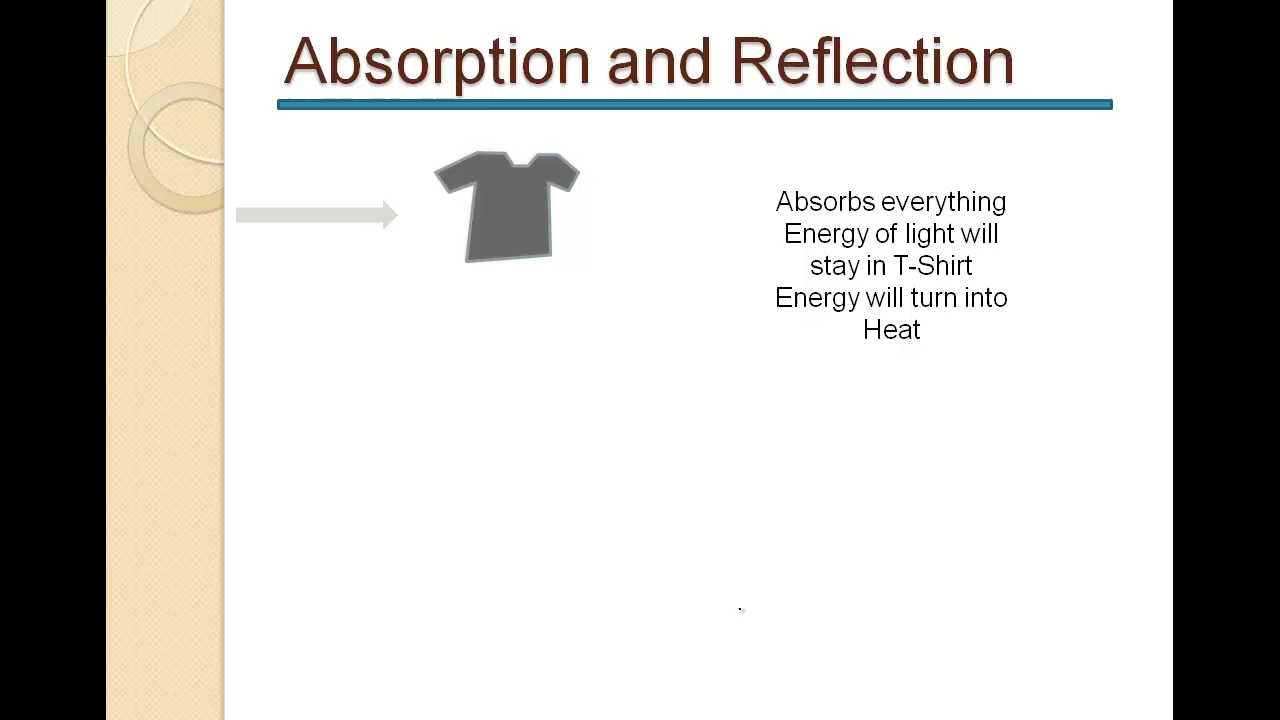 Absorption and Reflection
Absorbs everything
Energy of light will
stay in T-Shirt
Energy will turn into
Heat